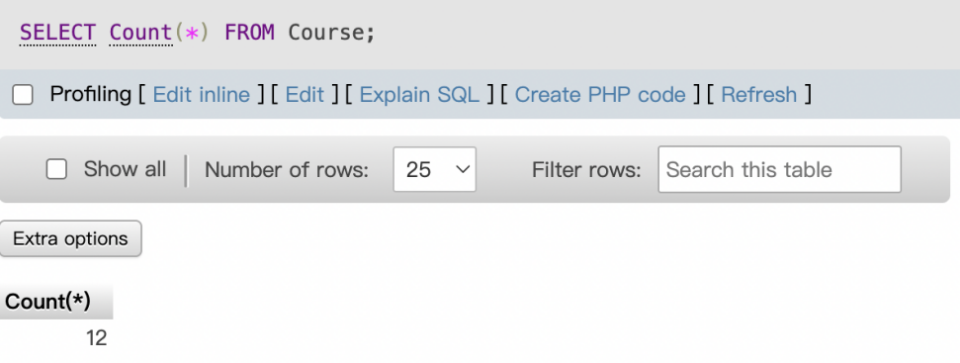 SELECT Count(*) FROM Course;
Profiling [ Edit inline ] [ Edit ] [ Explain SQL ] [ Create PHP code ] [ Refresh ]
Show all | Number of rows: 25 Filter rows: Search this table
Extra options
Count(*)
12